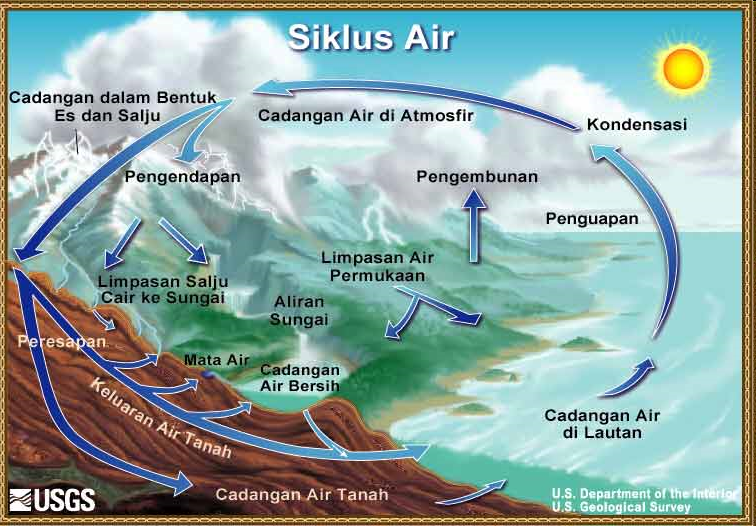 Siklus Air
Cadangan dalam Bentuk
Es dan Salju
Cadangan Air di Atmosfir
Kondensasi
Pengendapan
Pengembunan
Penguapan
Limpasan Air
Permukaan
Limpasan Salju
Cair ke Sungai
Aliran
Sungai
Peresapan
Mata Air
Cadangan
Air Bersih
Keluaran Air Tanah
Cadangan Air
di Lautan
Cadangan Air Tanah
USGS
U.S. Department of the Interior
U.S. Geological Survey